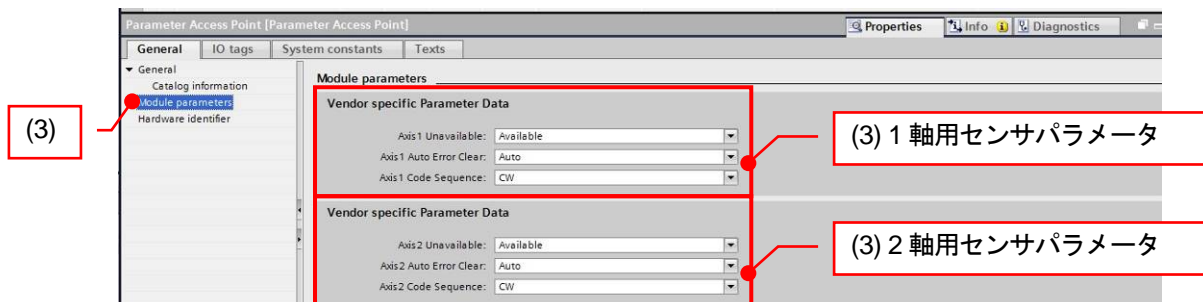 Parameter Access Point [Parameter Access Point]
Properties
Info
Diagnostics
General
IO tags
System constants
Texts
General
Catalog information
Module parameters
Hardware identifier
(3)
Module parameters
Vendor specific Parameter Data
Axis1 Unavailable: Available
Axis1 Auto Error Clear: Auto
Axis1 Code Sequence: CW
(3) 1 軸用センサパラメータ
Vendor specific Parameter Data
Axis2 Unavailable: Available
Axis2 Auto Error Clear: Auto
Axis2 Code Sequence: CW
(3) 2 軸用センサパラメータ